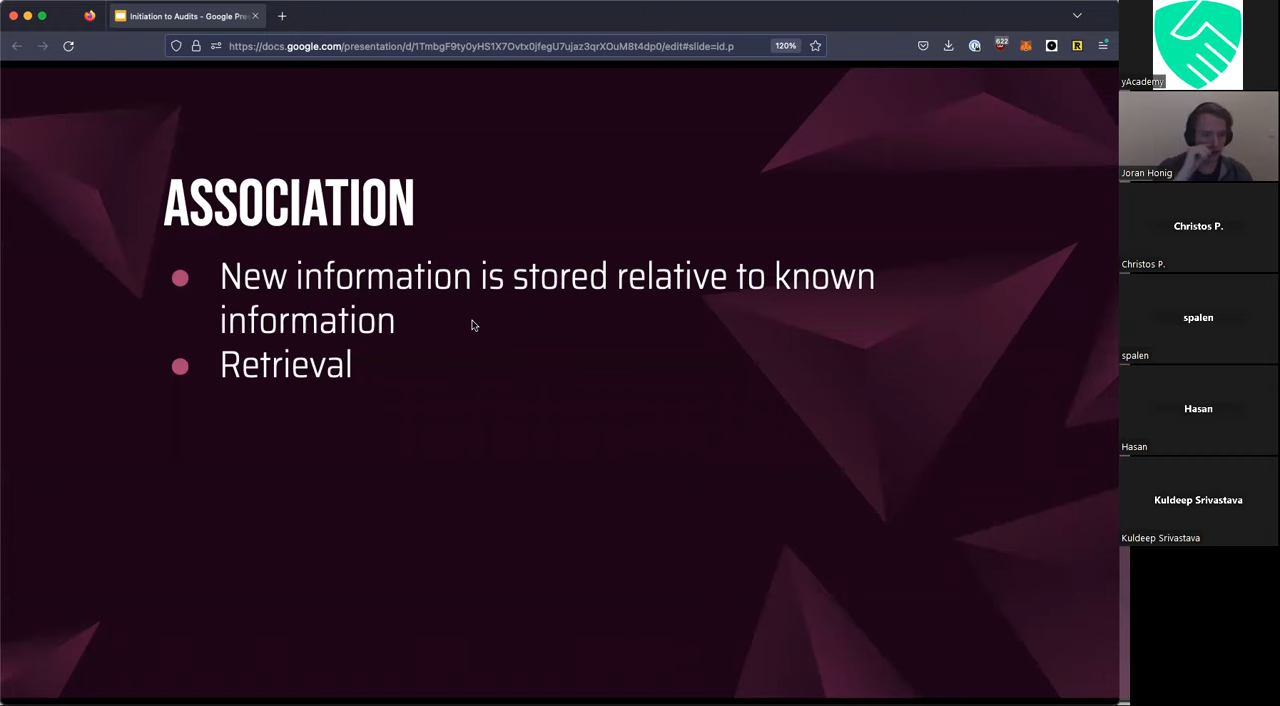 Initiation to Audits - Google Pre
https://docs.google.com/presentation/d/1TmbgF9ty0yHS1X7Ovtx0jfegU7ujaz3qrXOuM8t4dp0/edit#slide=id.p
120%
622
ASSOCIATION
New information is stored relative to known
information
Retrieval
yAcademy
Joran Honig
Christos P.
Christos P.
spalen
spalen
Hasan
Hasan
Kuldeep Srivastava
Kuldeep Srivastava